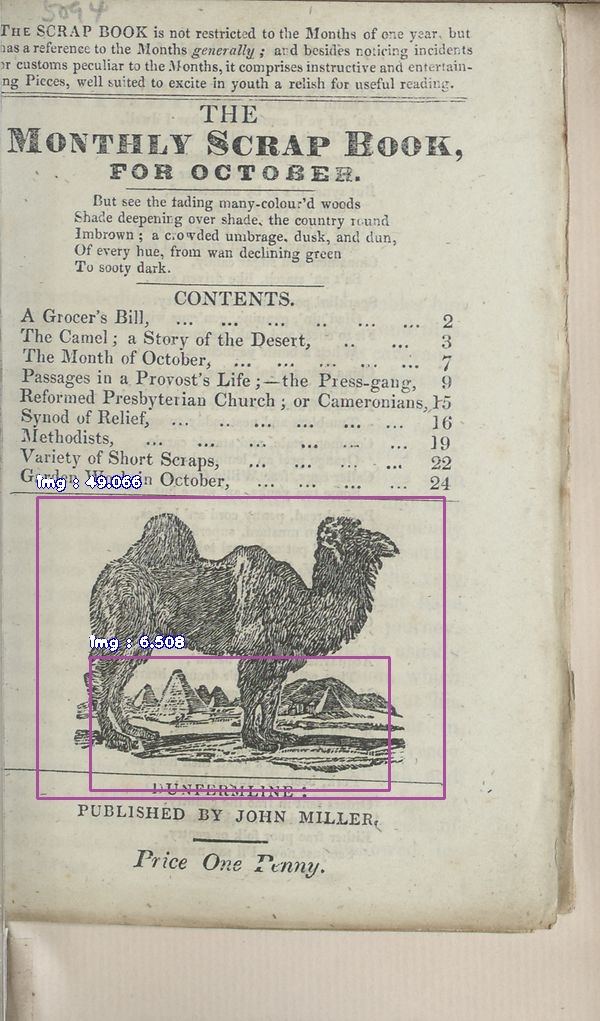 5094
THE SCRAP BOOK is not restricted to the Months of one year, but
has a reference to the Months generally; and besides noticing incidents
or customs peculiar to the Months, it comprises instructive and entertain-
ng Pieces, well suited to excite in youth a relish for useful reading.
THE
MONTHLY SCRAP BOOK,
FOR OCTOBER.
But see the fading many-colour'd woods
Shade deepening over shade, the country round
Imbrown; a crowded umbrage, dusk, and dun,
Of every hue, from wan declining green
To sooty dark.
CONTENTS.
A Grocer's Bill, ... ... ... .. ... ... 2
The Camel; a Story of the Desert, .. ... 3
The Month of October, ... ... ... ... ... 7
Passages in a Provost's Life;—the Press-gang, 9
Reformed Presbyterian Church; or Cameronians, 15
Synod of Relief, ... .. ... ... ... ... 16
Methodists, ... ... ... ... ... 19
Variety of Short Scraps, ... ... ... ... 22
Garden Work in October, ... ... ... ... 24
Img : 49.066
Img : 6.508
DUNFERMLINE:
PUBLISHED BY JOHN MILLER,
Price One Penny.